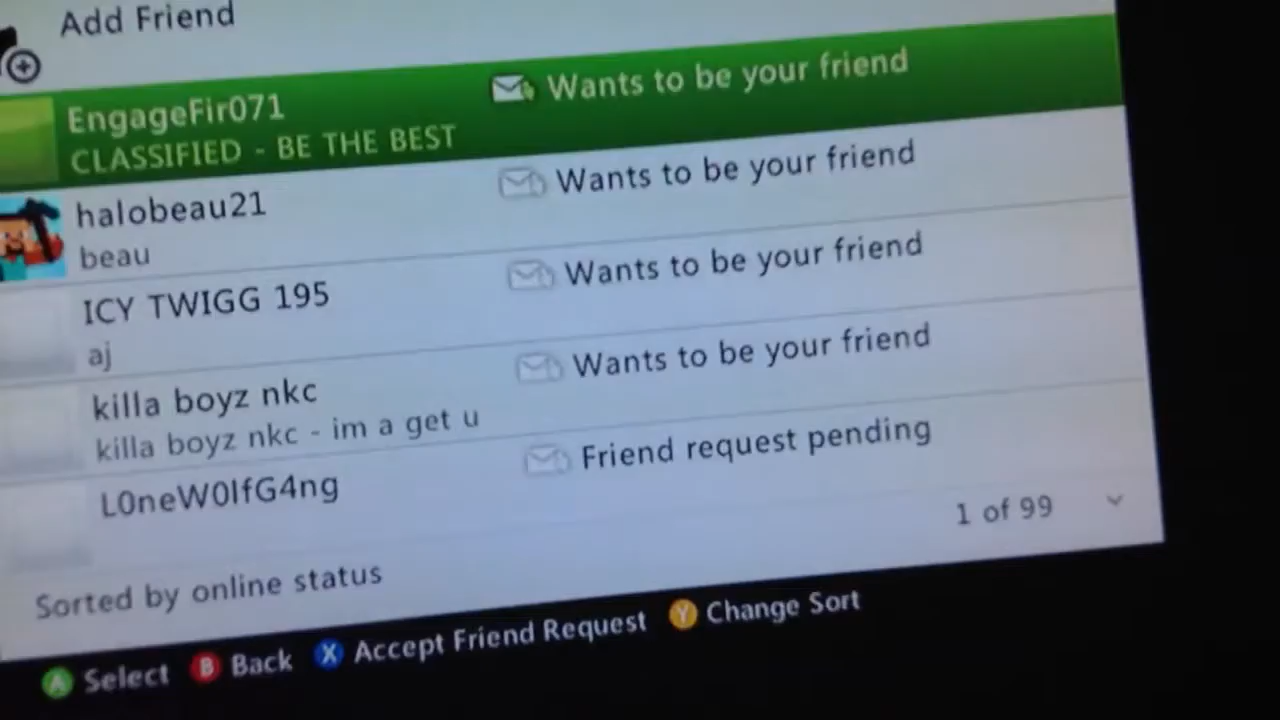 Add Friend
EngageFir071
Wants to be your friend
CLASSIFIED - BE THE BEST
halobeau21
Wants to be your friend
beau
ICY TWIGG 195
Wants to be your friend
aj
killa boyz nkc
Wants to be your friend
killa boyz nkc - im a get u
L0neW0lfG4ng
Friend request pending
1 of 99
Sorted by online status
A Select B Back X Accept Friend Request Y Change Sort